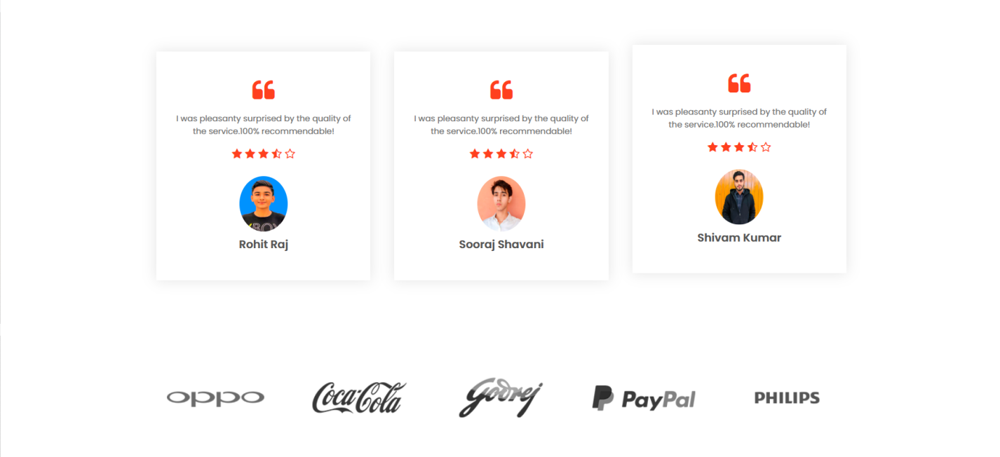 I was pleasanty surprised by the quality of
the service.100% recommendable!
Rohit Raj
I was pleasanty surprised by the quality of
the service.100% recommendable!
Sooraj Shavani
I was pleasanty surprised by the quality of
the service.100% recommendable!
Shivam Kumar
oppo
Coca-Cola
Godrej
PayPal
PHILIPS